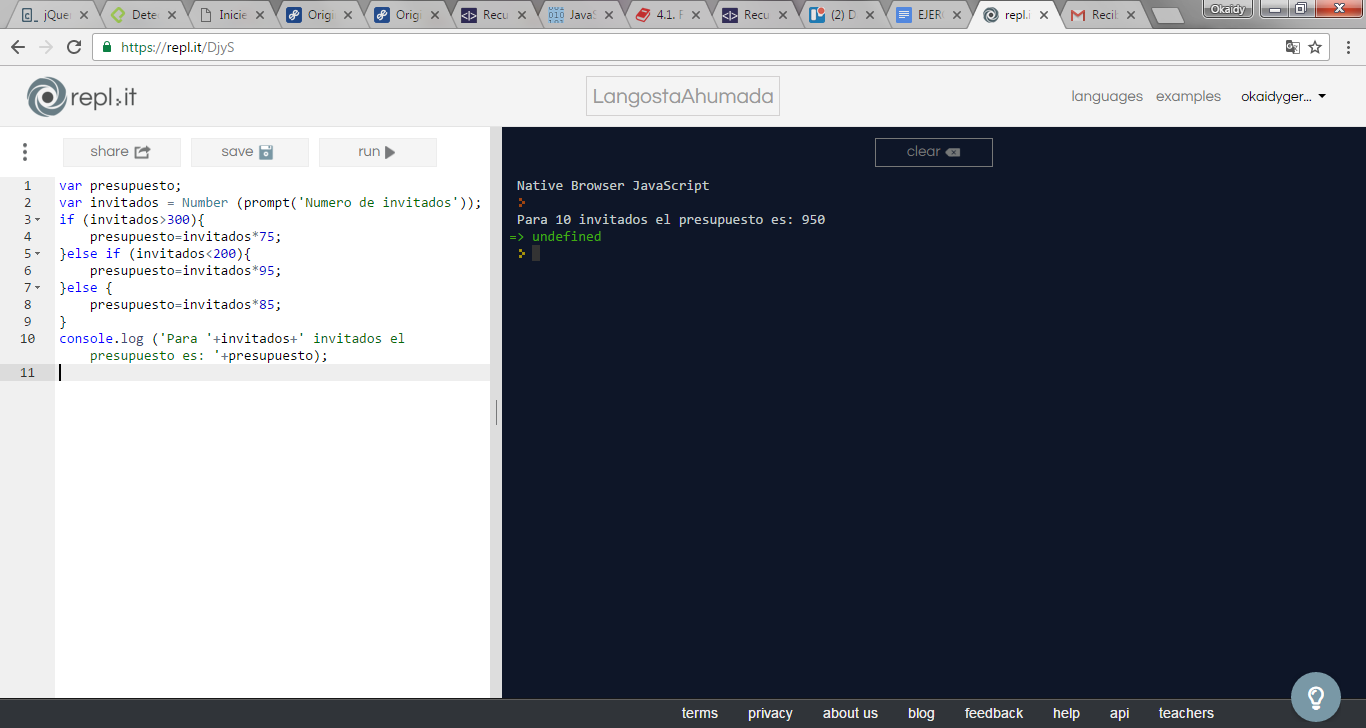 jQue
Dete
Inicie
Origi
Origi
Recu
JavaS
4.1. F
Recu
(2) D
EJER
repl.i
Recib
Okaidy
https://repl.it/DjyS
repl.it
LangostaAhumada
languages examples okaidyger...
share save run
clear
1 var presupuesto;
2 var invitados = Number (prompt('Numero de invitados'));
3 if (invitados>300){
4 presupuesto=invitados*75;
5 }else if (invitados<200){
6 presupuesto=invitados*95;
7 }else {
8 presupuesto=invitados*85;
9 }
10 console.log ('Para '+invitados+' invitados el
presupuesto es: '+presupuesto);
11
Native Browser JavaScript
Para 10 invitados el presupuesto es: 950
=> undefined
terms privacy about us blog feedback help api teachers